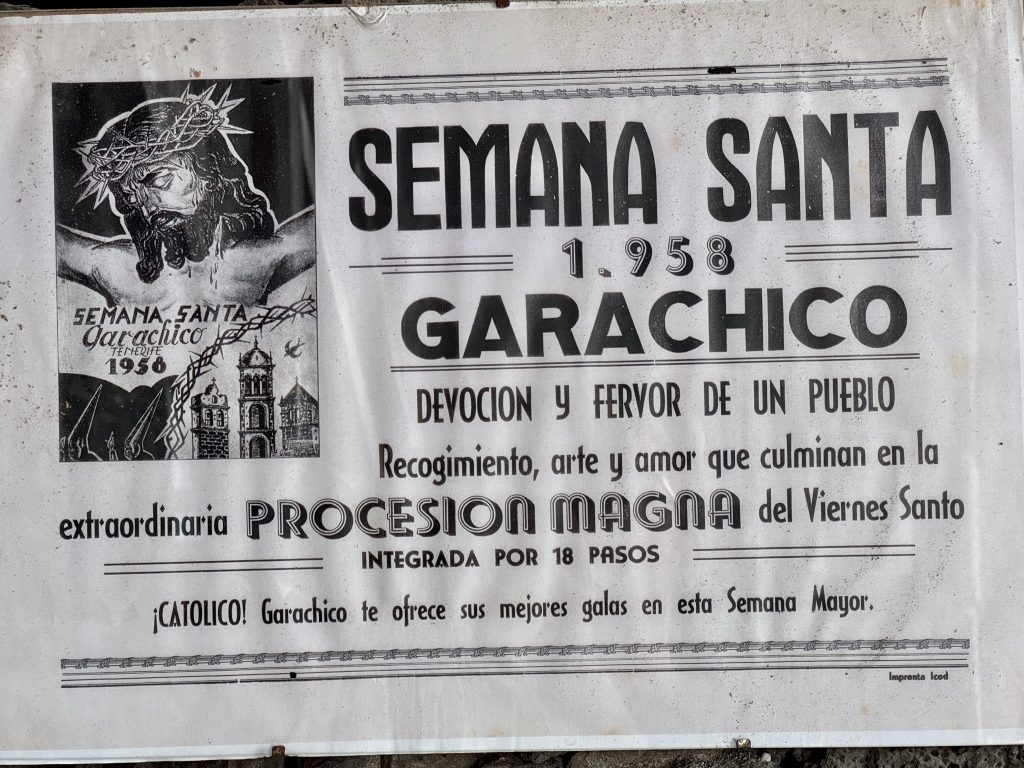 SEMANA SANTA
Garachico
TENERIFE
1958
SEMANA SANTA
1.958
GARACHICO
DEVOCION Y FERVOR DE UN PUEBLO
Recogimiento, arte y amor que culminan en la
extraordinaria PROCESION MAGNA del Viernes Santo
INTEGRADA POR 18 PASOS
¡CATOLICO! Garachico te ofrece sus mejores galas en esta Semana Mayor.
Imprenta Icod